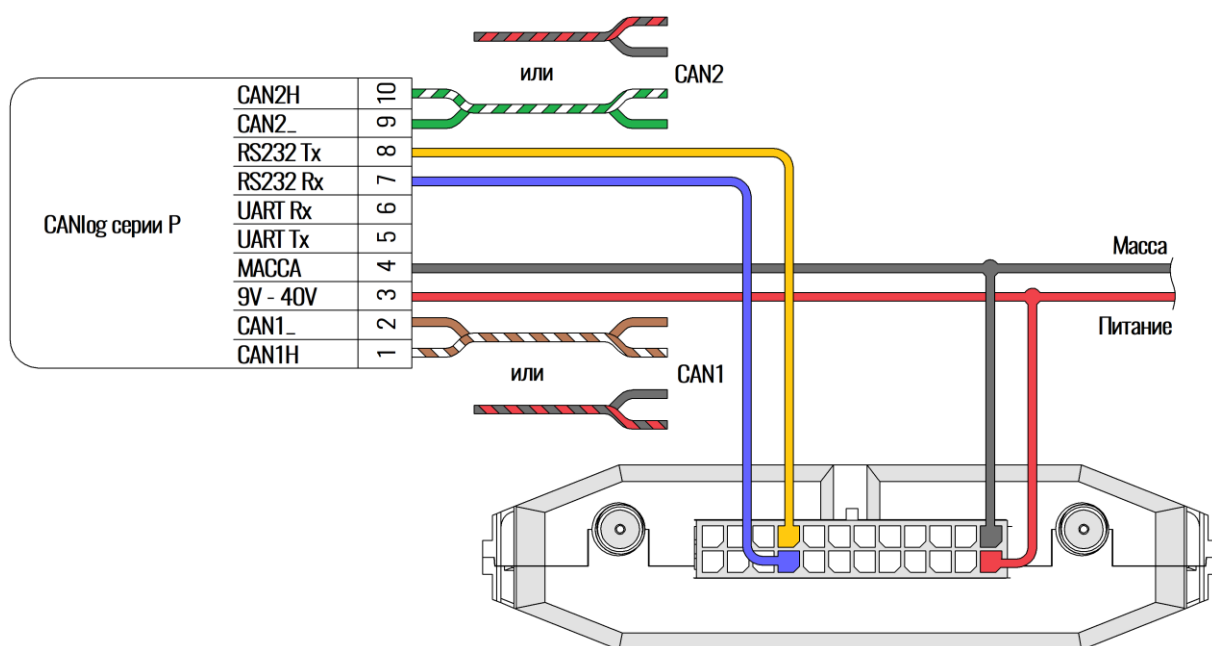 или
CAN2
CAN2H 10
CAN2_ 9
RS232 Tx 8
RS232 Rx 7
UART Rx 6
UART Tx 5
МАССА 4
9V - 40V 3
CAN1_ 2
CAN1H 1
CANlog серии P
Масса
Питание
или
CAN1